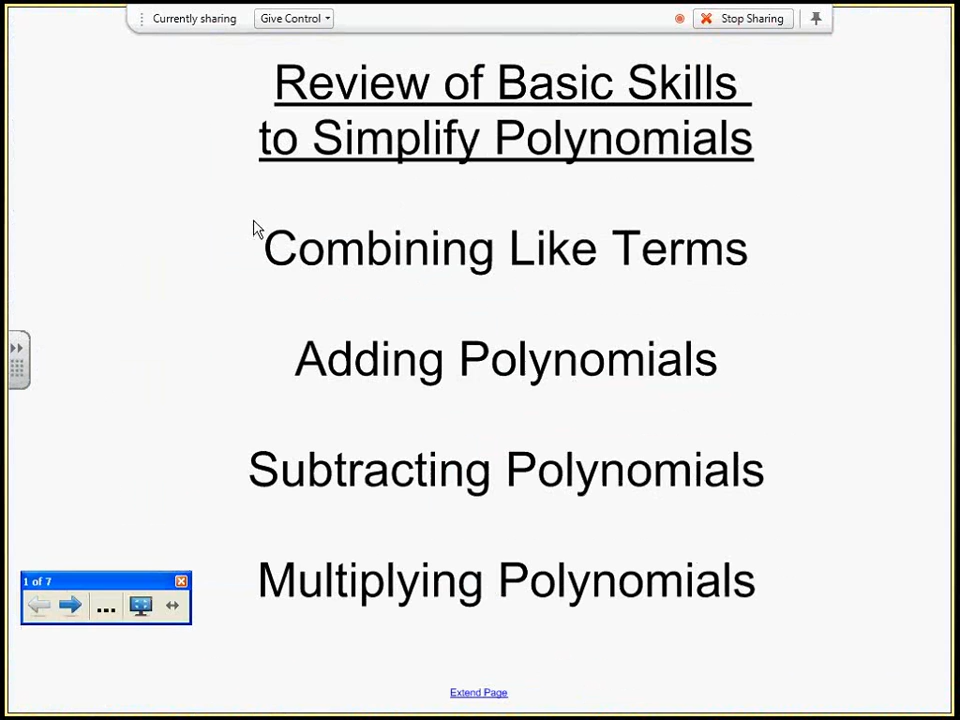 Currently sharing Give Control Stop Sharing
Review of Basic Skills
to Simplify Polynomials
Combining Like Terms
Adding Polynomials
Subtracting Polynomials
Multiplying Polynomials
1 of 7
...
Extend Page